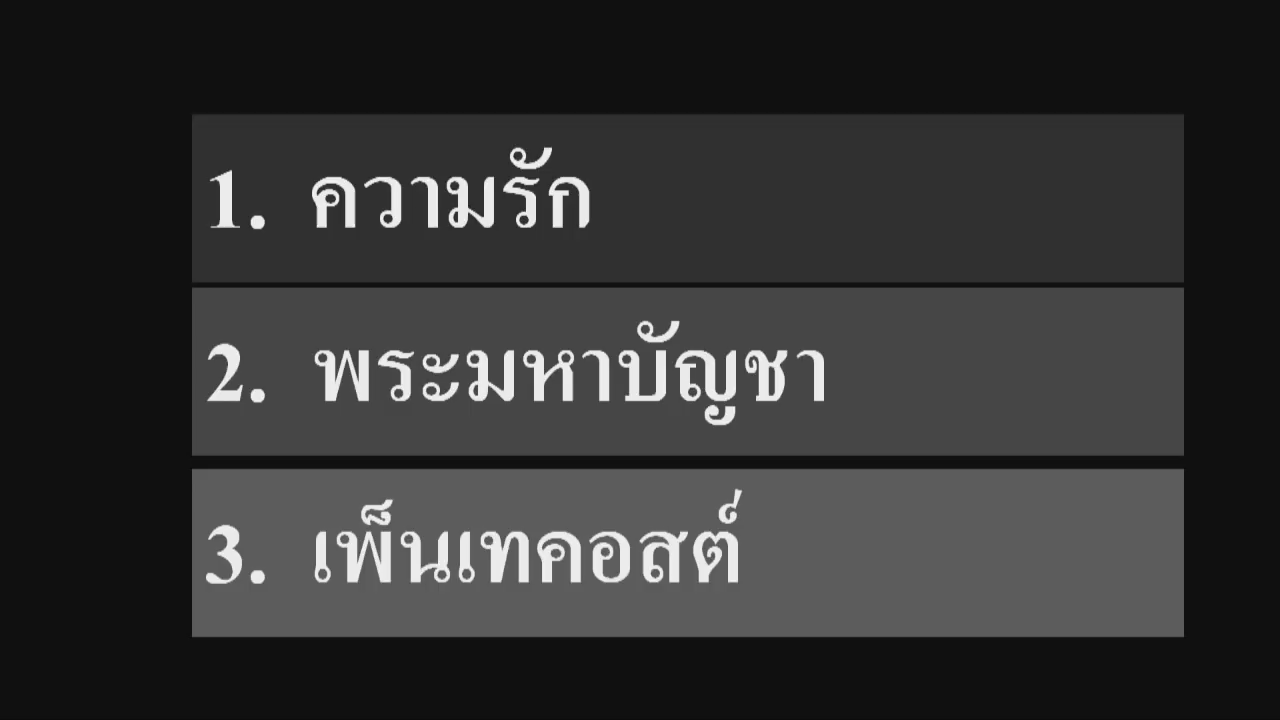 1. ความรัก
2. พระมหาบัญชา
3. เพ็นเทคอสต์